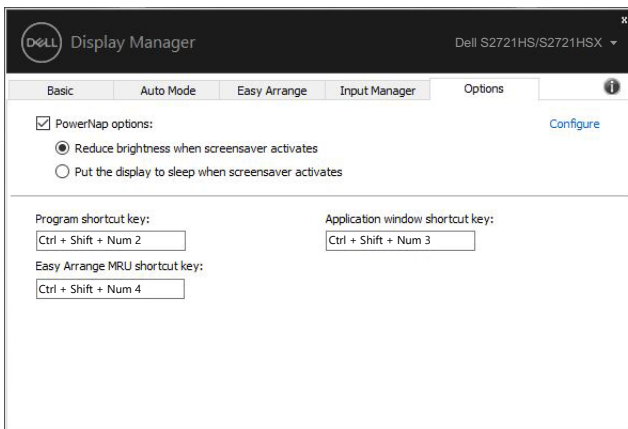 x
DELL Display Manager
Dell S2721HS/S2721HSX
Basic Auto Mode Easy Arrange Input Manager Options
PowerNap options:
Configure
Reduce brightness when screensaver activates
Put the display to sleep when screensaver activates
Program shortcut key:
Application window shortcut key:
Ctrl + Shift + Num 2
Ctrl + Shift + Num 3
Easy Arrange MRU shortcut key:
Ctrl + Shift + Num 4